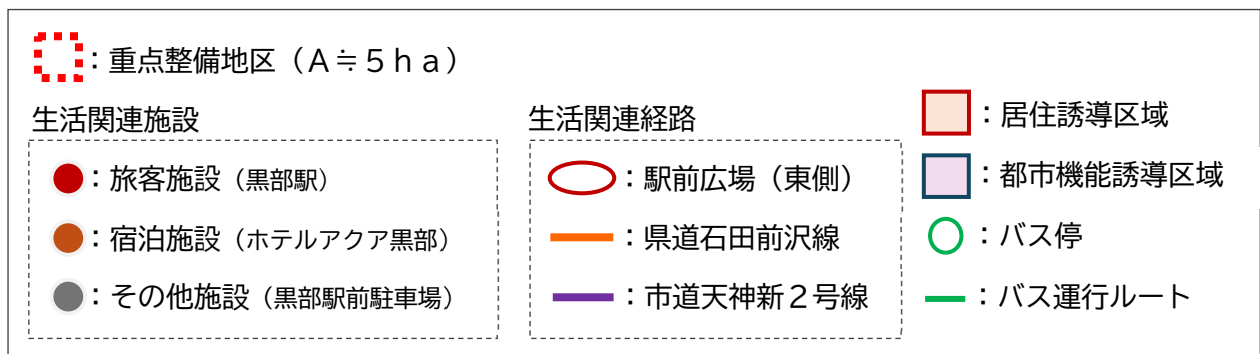 ：重点整備地区（Ａ≒５ｈａ）
生活関連施設
：旅客施設（黒部駅）
：宿泊施設（ホテルアクア黒部）
：その他施設（黒部駅前駐車場）
生活関連経路
：駅前広場（東側）
：県道石田前沢線
：市道天神新２号線
：居住誘導区域
：都市機能誘導区域
：バス停
：バス運行ルート